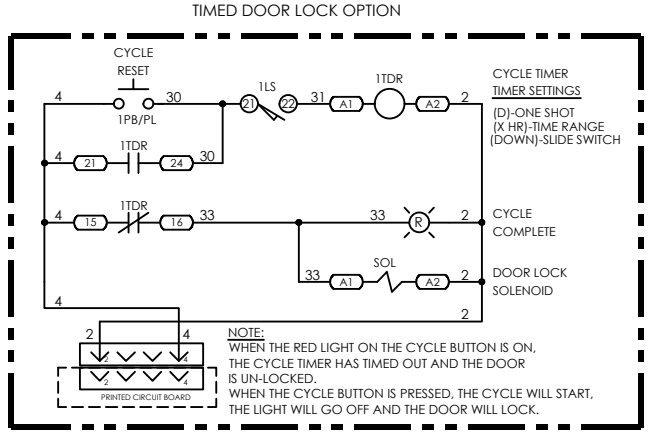 TIMED DOOR LOCK OPTION
CYCLE
RESET
4
30
1PB/PL
1LS
21
22
31
A1
1TDR
A2
2
CYCLE TIMER
TIMER SETTINGS
(D)-ONE SHOT
(X HR)-TIME RANGE
(DOWN)-SLIDE SWITCH
1TDR
4
21
24
30
1TDR
4
15
16
33
33
R
2
CYCLE
COMPLETE
SOL
33
A1
A2
2
DOOR LOCK
SOLENOID
4
2
2
4
2
4
2
4
PRINTED CIRCUIT BOARD
NOTE:
WHEN THE RED LIGHT ON THE CYCLE BUTTON IS ON,
THE CYCLE TIMER HAS TIMED OUT AND THE DOOR
IS UN-LOCKED.
WHEN THE CYCLE BUTTON IS PRESSED, THE CYCLE WILL START,
THE LIGHT WILL GO OFF AND THE DOOR WILL LOCK.